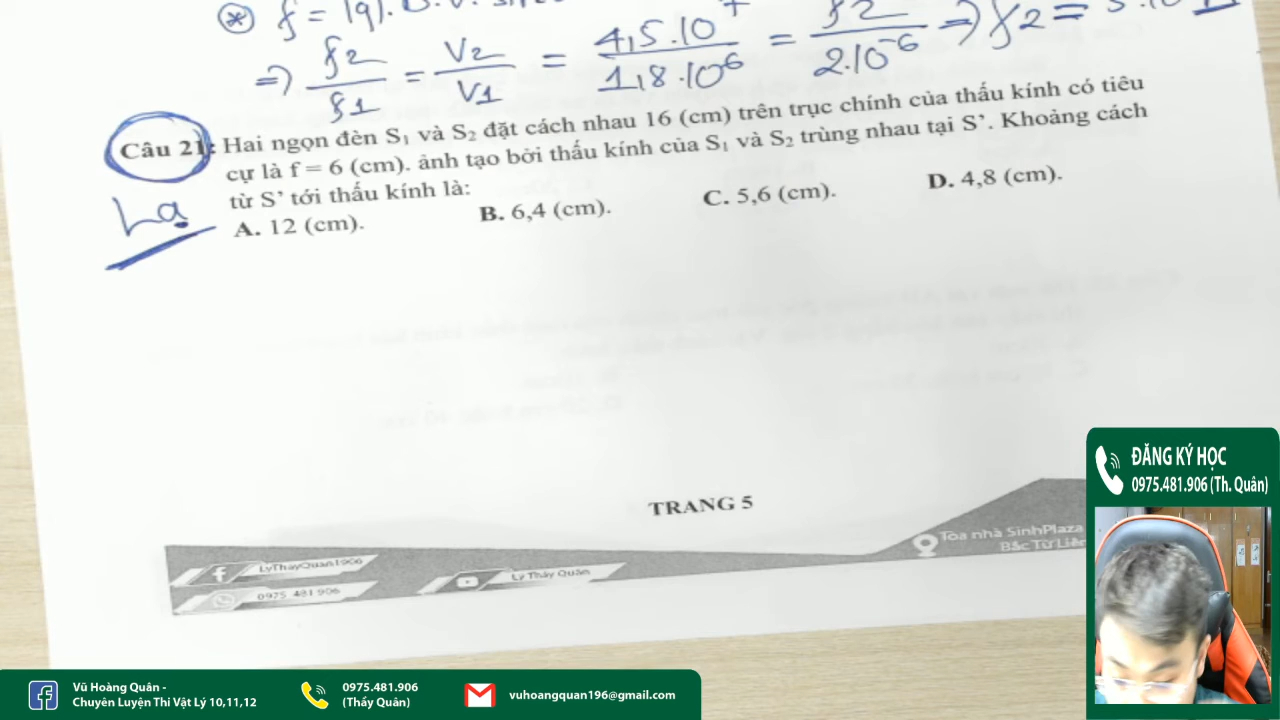 => f2/f1 = V2/V1 = 4,5.10⁷/1,8.10⁶ = f2/2.10⁻⁶ => f2 =
Câu 21: Hai ngọn đèn S₁ và S₂ đặt cách nhau 16 (cm) trên trục chính của thấu kính có tiêu
cự là f = 6 (cm). ảnh tạo bởi thấu kính của S₁ và S₂ trùng nhau tại S’. Khoảng cách
từ S’ tới thấu kính là:
Lạ
A. 12 (cm). B. 6,4 (cm). C. 5,6 (cm). D. 4,8 (cm).
TRANG 5
LyThayQuan1906
0975 481 906
Lý Thầy Quân
Tòa nhà SinhPlaza
Bắc Từ Liê
ĐĂNG KÝ HỌC
0975.481.906 (Th. Quân)
Vũ Hoàng Quân -
Chuyên Luyện Thi Vật Lý 10,11,12
0975.481.906
(Thầy Quân)
vuhoangquan196@gmail.com